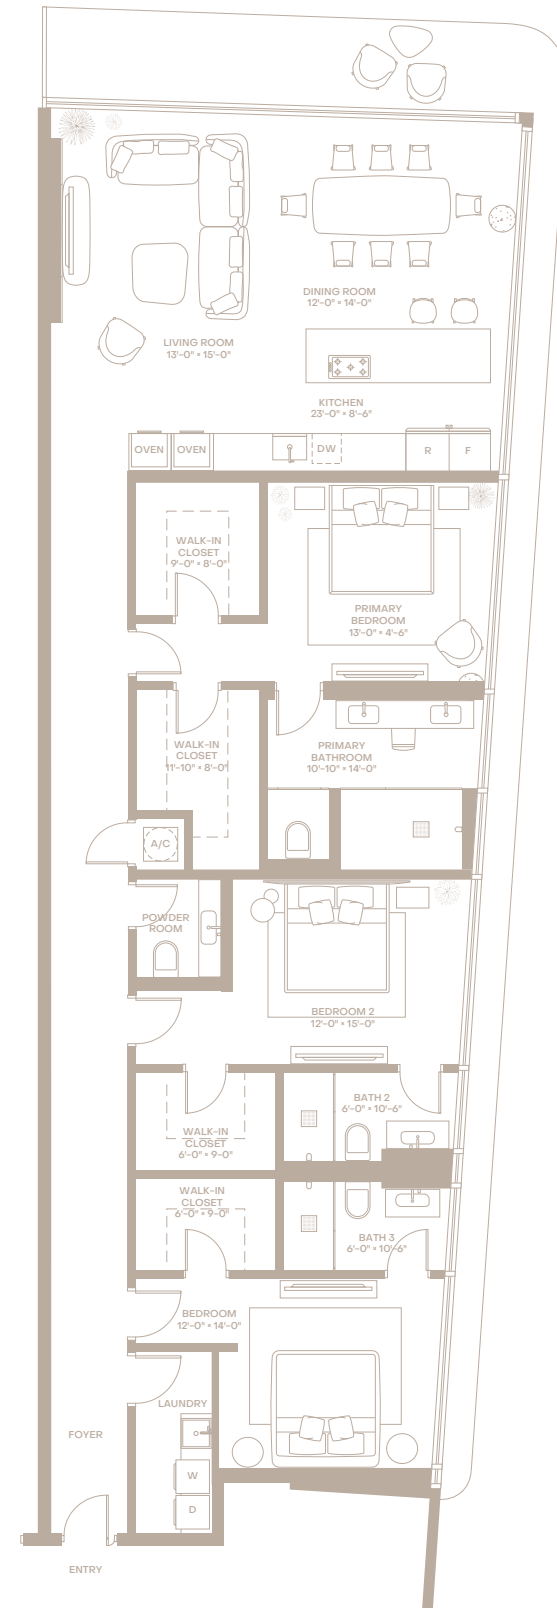 DINING ROOM
12'-0" × 14'-0"
LIVING ROOM
13'-0" × 15'-0"
KITCHEN
23'-0" × 8'-6"
OVEN
OVEN
DW
R
F
WALK-IN
CLOSET
9'-0" × 8'-0"
PRIMARY
BEDROOM
13'-0" × 4'-6"
WALK-IN
CLOSET
11'-10" × 8'-0"
PRIMARY
BATHROOM
10'-10" × 14'-0"
A/C
POWDER
ROOM
BEDROOM 2
12'-0" × 15'-0"
BATH 2
6'-0" × 10'-6"
WALK-IN
CLOSET
6'-0" × 9-0"
WALK-IN
CLOSET
6'-0" × 9-0"
BATH 3
6'-0" × 10'-6"
BEDROOM
12'-0" × 14'-0"
LAUNDRY
FOYER
W
D
ENTRY